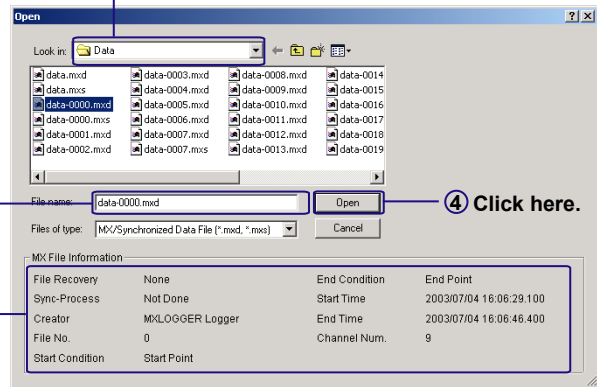 Open
Look in: Data
data.mxd data-0003.mxd data-0008.mxd data-0014
data.mxs data-0004.mxd data-0009.mxd data-0015
data-0000.mxd data-0005.mxd data-0010.mxd data-0016
data-0000.mxs data-0006.mxd data-0011.mxd data-0017
data-0001.mxd data-0007.mxd data-0012.mxd data-0018
data-0002.mxd data-0007.mxs data-0013.mxd data-0019
File name: data-0000.mxd Open
④ Click here.
Files of type: MX/Synchronized Data File (*.mxd, *.mxs) Cancel
MX File Information
File Recovery None End Condition End Point
Sync-Process Not Done Start Time 2003/07/04 16:06:29.100
Creator MXLOGGER Logger End Time 2003/07/04 16:06:46.400
File No. 0 Channel Num. 9
Start Condition Start Point